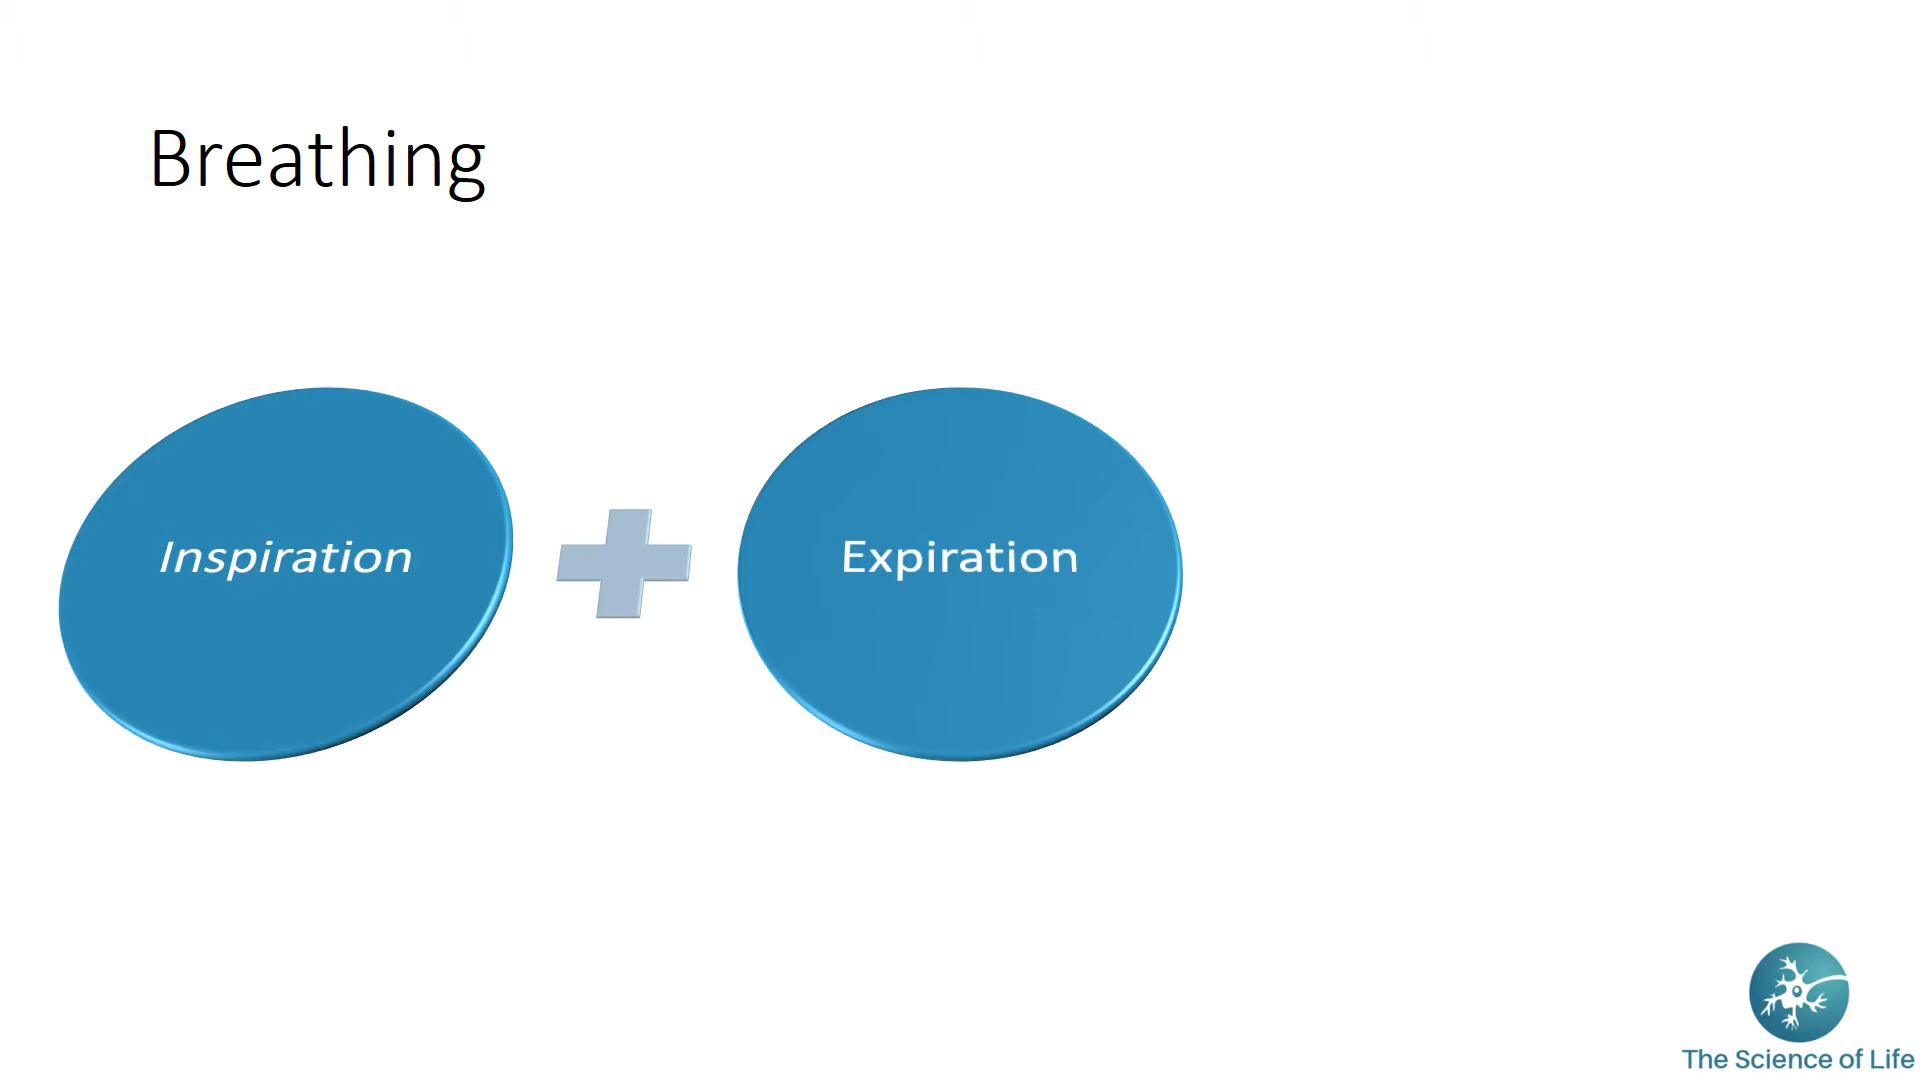 Breathing
Inspiration
Expiration
The Science of Life